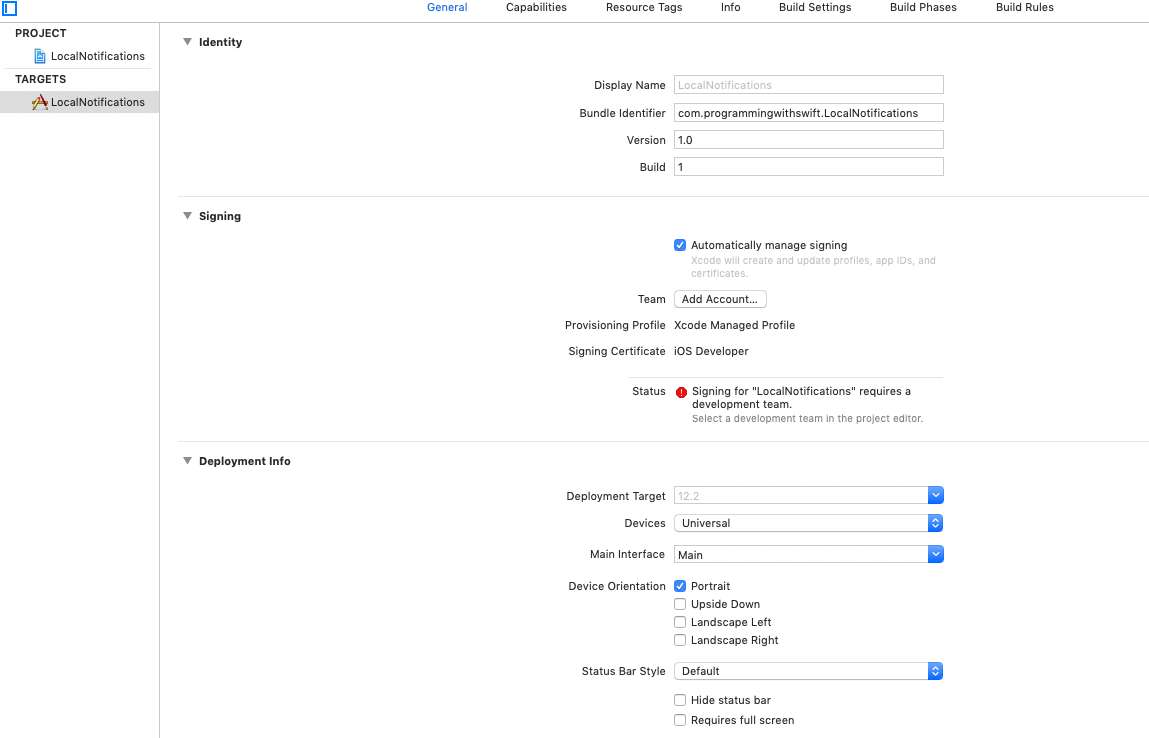 General Capabilities Resource Tags Info Build Settings Build Phases Build Rules
PROJECT
LocalNotifications
TARGETS
LocalNotifications
Identity
Display Name LocalNotifications
Bundle Identifier com.programmingwithswift.LocalNotifications
Version 1.0
Build 1
Signing
Automatically manage signing
Xcode will create and update profiles, app IDs, and
certificates.
Team Add Account...
Provisioning Profile Xcode Managed Profile
Signing Certificate iOS Developer
Status Signing for "LocalNotifications" requires a
development team.
Select a development team in the project editor.
Deployment Info
Deployment Target 12.2
Devices Universal
Main Interface Main
Device Orientation Portrait
Upside Down
Landscape Left
Landscape Right
Status Bar Style Default
Hide status bar
Requires full screen